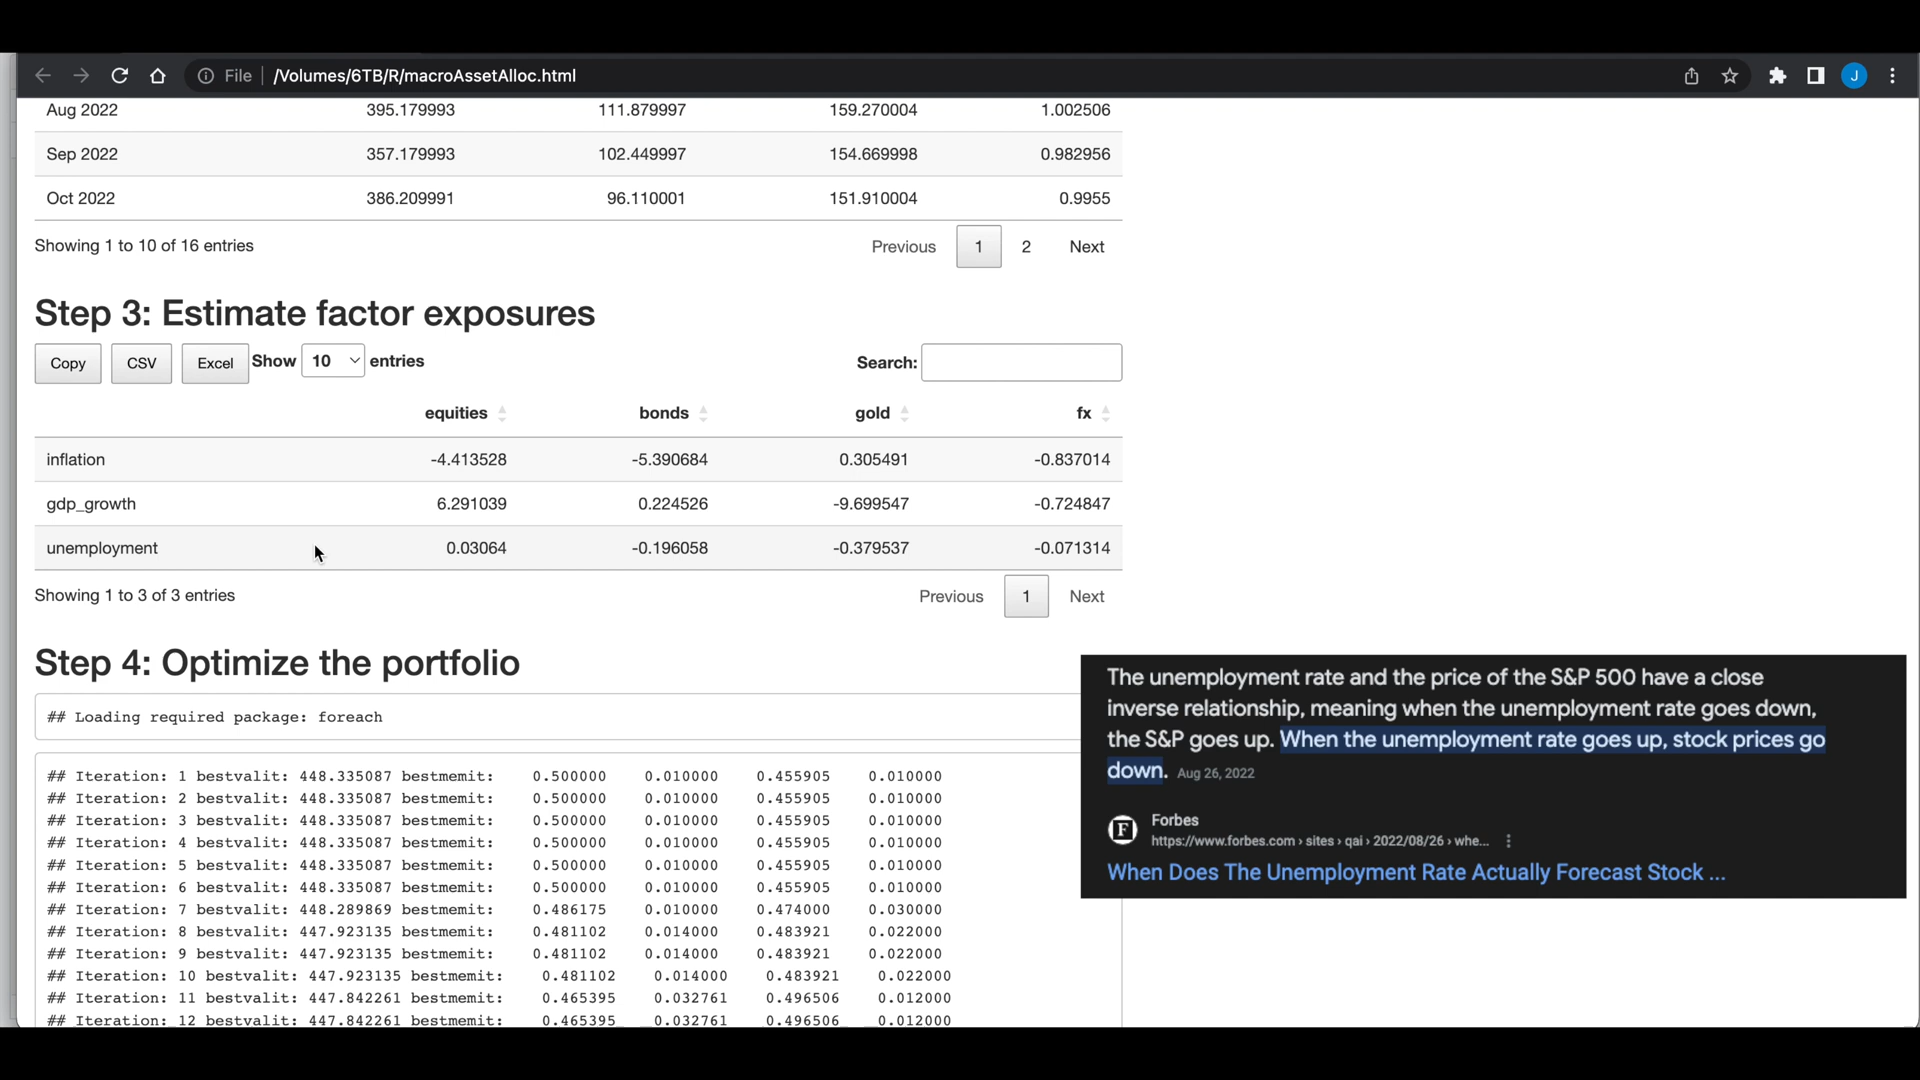 File /Volumes/6TB/R/macroAssetAlloc.html
J
Aug 2022 395.179993 111.879997 159.270004 1.002506
Sep 2022 357.179993 102.449997 154.669998 0.982956
Oct 2022 386.209991 96.110001 151.910004 0.9955
Showing 1 to 10 of 16 entries Previous 1 2 Next
Step 3: Estimate factor exposures
Copy CSV Excel Show 10 entries Search:
equities bonds gold fx
inflation -4.413528 -5.390684 0.305491 -0.837014
gdp_growth 6.291039 0.224526 -9.699547 -0.724847
unemployment 0.03064 -0.196058 -0.379537 -0.071314
Showing 1 to 3 of 3 entries Previous 1 Next
Step 4: Optimize the portfolio
## Loading required package: foreach
## Iteration: 1 bestvalit: 448.335087 bestmemit: 0.500000 0.010000 0.455905 0.010000
## Iteration: 2 bestvalit: 448.335087 bestmemit: 0.500000 0.010000 0.455905 0.010000
## Iteration: 3 bestvalit: 448.335087 bestmemit: 0.500000 0.010000 0.455905 0.010000
## Iteration: 4 bestvalit: 448.335087 bestmemit: 0.500000 0.010000 0.455905 0.010000
## Iteration: 5 bestvalit: 448.335087 bestmemit: 0.500000 0.010000 0.455905 0.010000
## Iteration: 6 bestvalit: 448.335087 bestmemit: 0.500000 0.010000 0.455905 0.010000
## Iteration: 7 bestvalit: 448.289869 bestmemit: 0.486175 0.010000 0.474000 0.030000
## Iteration: 8 bestvalit: 447.923135 bestmemit: 0.481102 0.014000 0.483921 0.022000
## Iteration: 9 bestvalit: 447.923135 bestmemit: 0.481102 0.014000 0.483921 0.022000
## Iteration: 10 bestvalit: 447.923135 bestmemit: 0.481102 0.014000 0.483921 0.022000
## Iteration: 11 bestvalit: 447.842261 bestmemit: 0.465395 0.032761 0.496506 0.012000
## Iteration: 12 bestvalit: 447.842261 bestmemit: 0.465395 0.032761 0.496506 0.012000
The unemployment rate and the price of the S&P 500 have a close
inverse relationship, meaning when the unemployment rate goes down,
the S&P goes up. When the unemployment rate goes up, stock prices go
down. Aug 26, 2022
F
Forbes
https://www.forbes.com › sites › qai › 2022/08/26 › whe...
When Does The Unemployment Rate Actually Forecast Stock ...